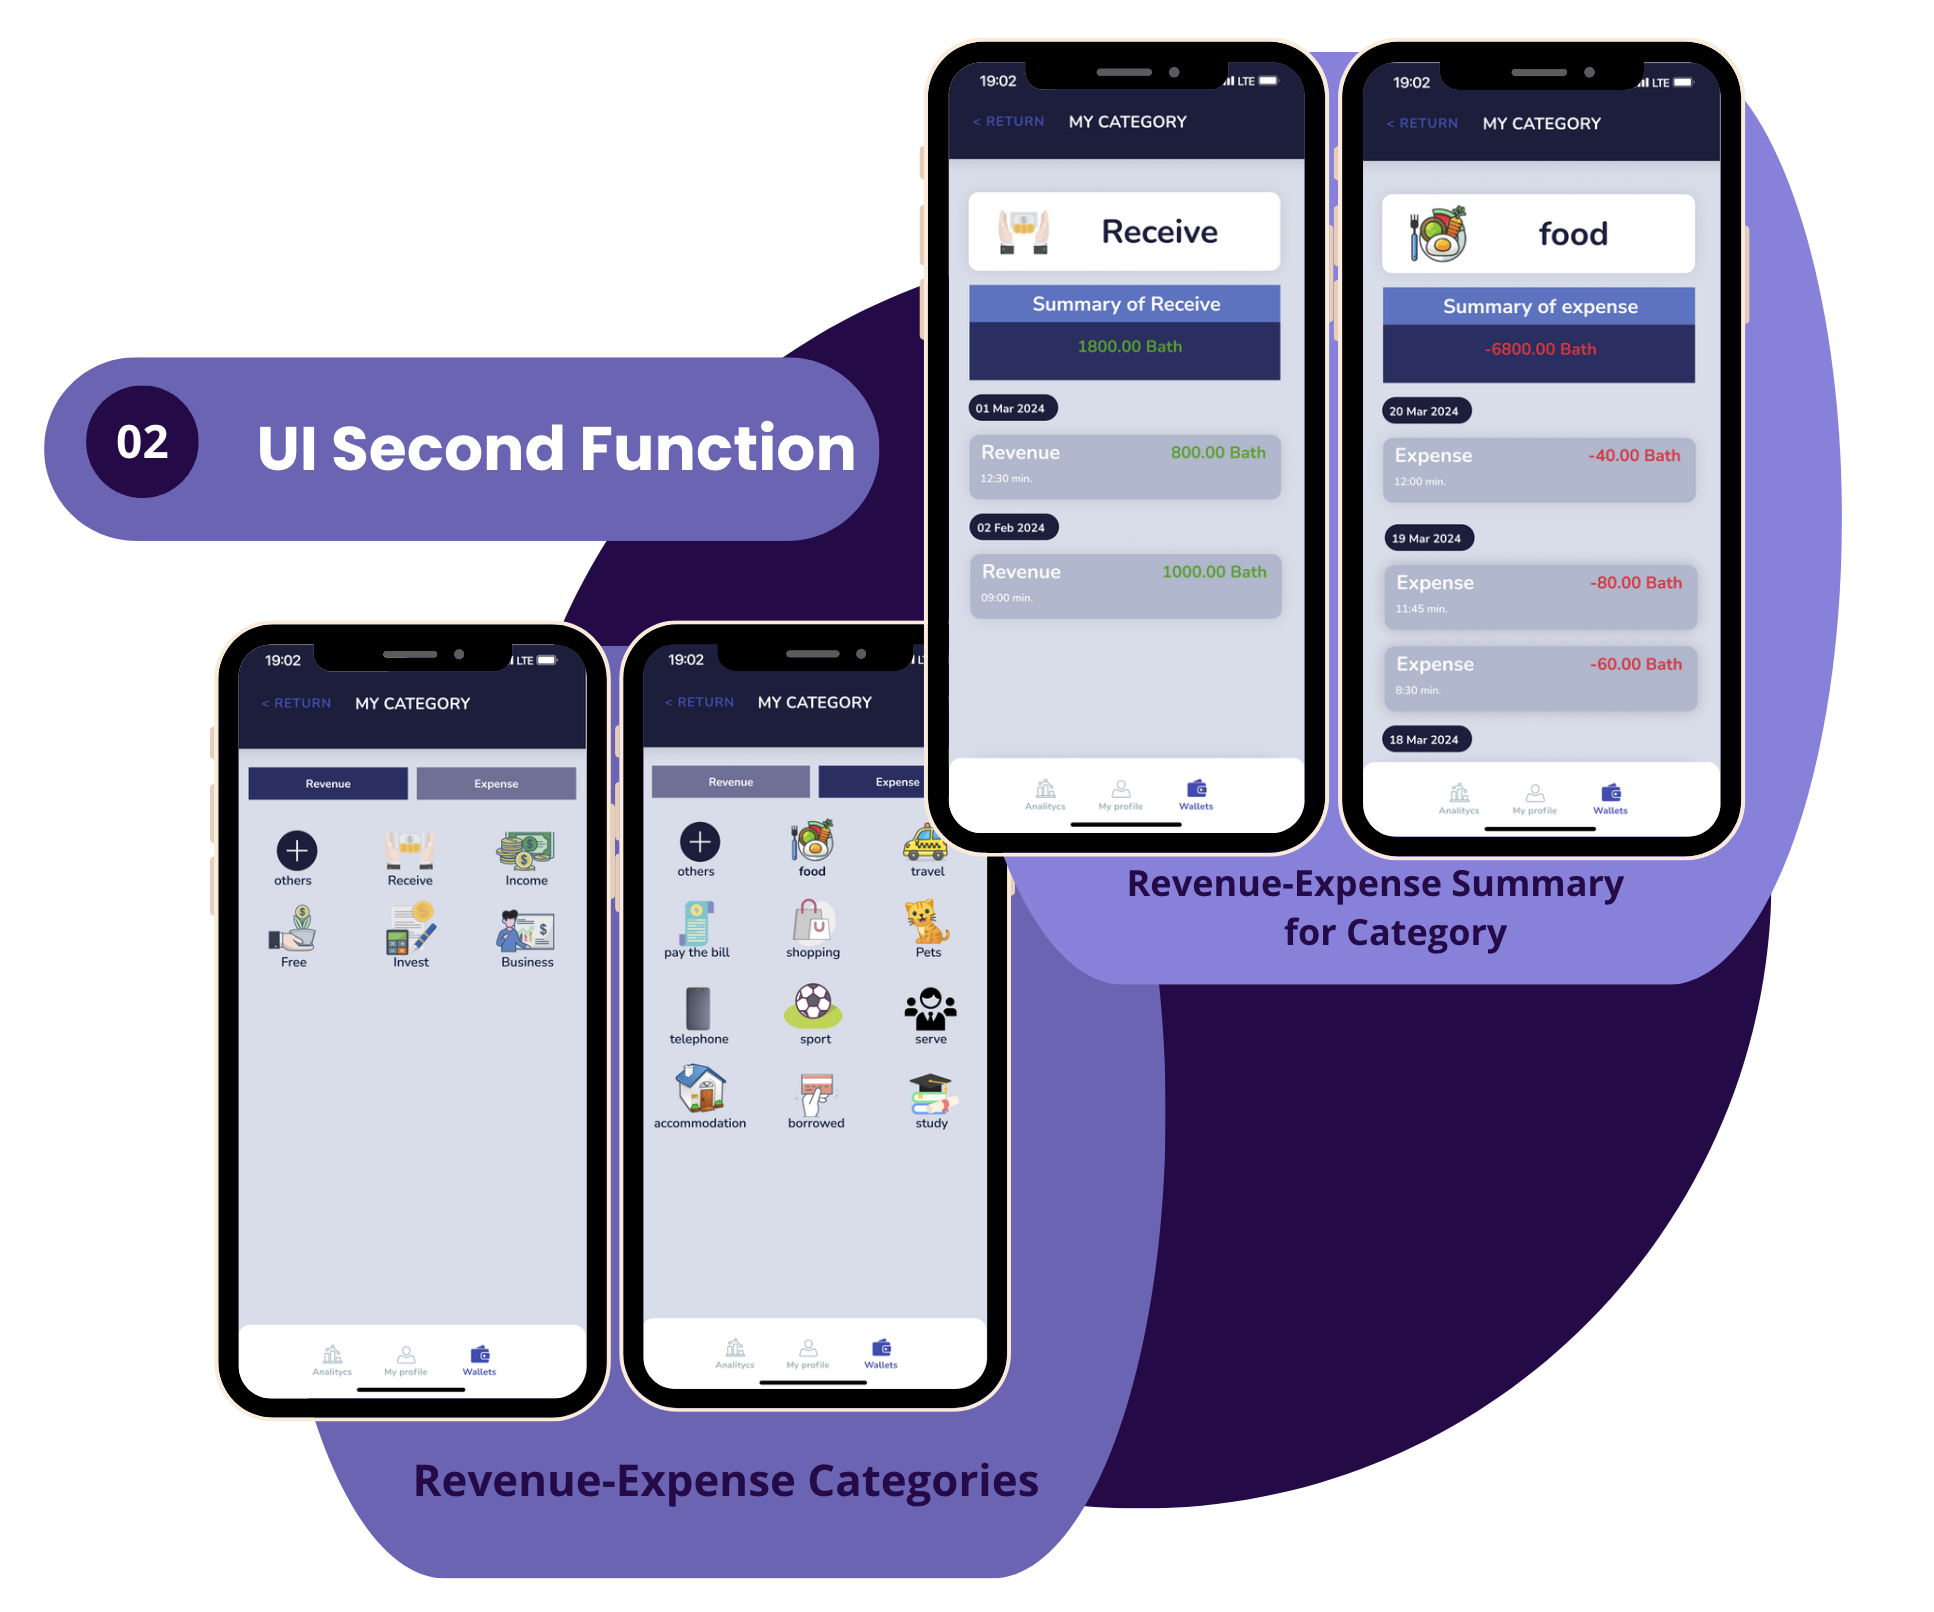 02
UI Second Function
19:02
LTE
< RETURN
MY CATEGORY
Receive
Summary of Receive
1800.00 Bath
01 Mar 2024
Revenue
800.00 Bath
12:30 min.
02 Feb 2024
Revenue
1000.00 Bath
09:00 min.
Analitycs
My profile
Wallets
19:02
LTE
< RETURN
MY CATEGORY
food
Summary of expense
-6800.00 Bath
20 Mar 2024
Expense
-40.00 Bath
12:00 min.
19 Mar 2024
Expense
-80.00 Bath
11:45 min.
Expense
-60.00 Bath
8:30 min.
18 Mar 2024
Analitycs
My profile
Wallets
Revenue-Expense Summary
for Category
19:02
LTE
< RETURN
MY CATEGORY
Revenue
Expense
others
Receive
Income
Free
Invest
Business
Analitycs
My profile
Wallets
19:02
< RETURN
MY CATEGORY
Revenue
Expense
others
food
travel
pay the bill
shopping
Pets
telephone
sport
serve
accommodation
borrowed
study
Analitycs
My profile
Wallets
Revenue-Expense Categories